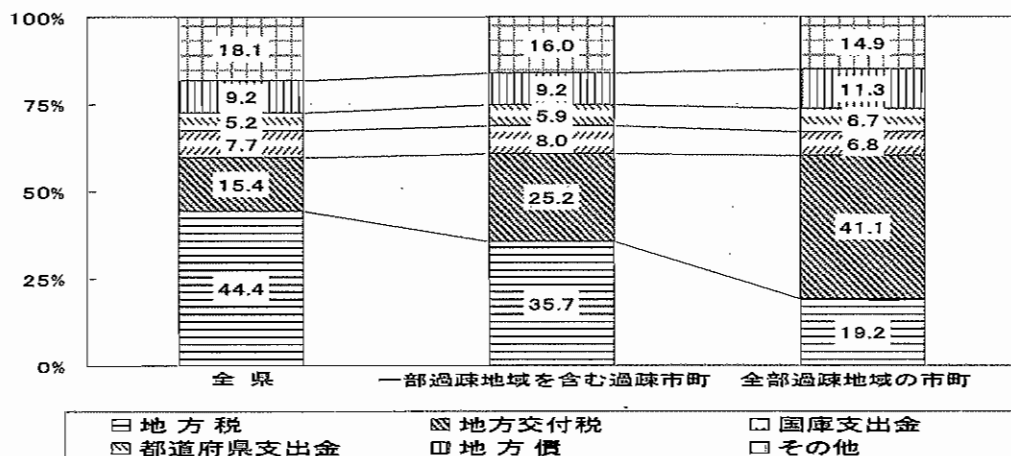 100%
75%
50%
25%
0%
18.1 16.0 14.9
9.2 9.2 11.3
5.2 5.9 6.7
7.7 8.0 6.8
15.4 25.2 41.1
44.4 35.7 19.2
全 県 一部過疎地域を含む過疎市町 全部過疎地域の市町
地 方 税 地方交付税 国庫支出金
都道府県支出金 地 方 債 その他